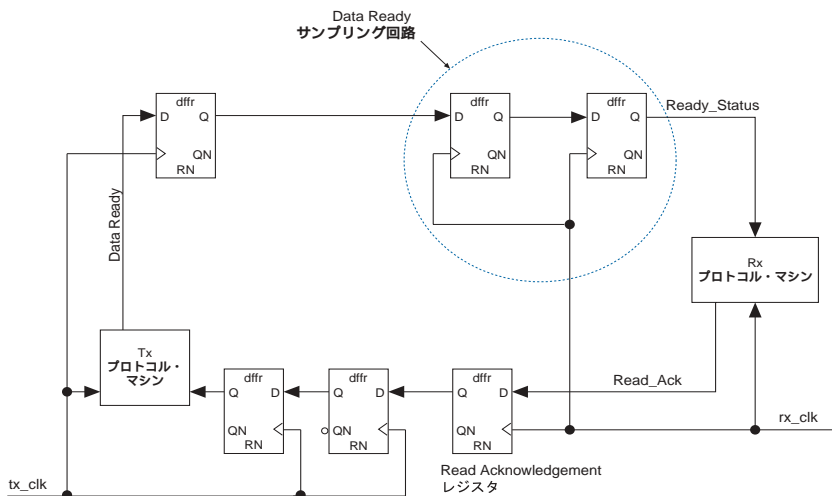 Data Ready
サンプリング回路
dffr
D Q
QN
RN
dffr
D Q
QN
RN
dffr
D Q
QN
RN
Ready_Status
Data Ready
Rx
プロトコル・マシン
Tx
プロトコル・
マシン
dffr
Q D
QN
RN
dffr
Q D
QN
RN
dffr
Q D
QN
RN
Read_Ack
rx_clk
Read Acknowledgement
レジスタ
tx_clk